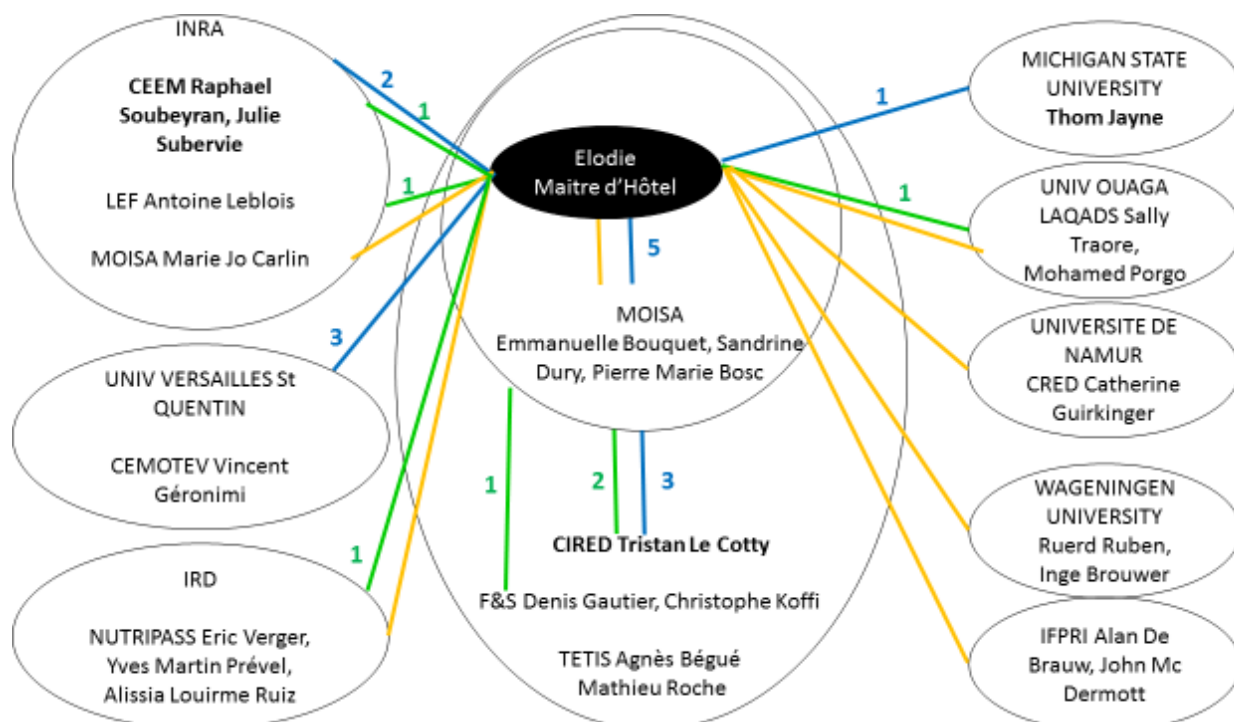 INRA
CEEM Raphael
Soubeyran, Julie
Subervie
LEF Antoine Leblois
MOISA Marie Jo Carlin
2
1
1
3
UNIV VERSAILLES St
QUENTIN
CEMOTEV Vincent
Géronimi
1
IRD
NUTRIPASS Eric Verger,
Yves Martin Prével,
Alissia Louirme Ruiz
Elodie
Maitre d’Hôtel
5
MOISA
Emmanuelle Bouquet, Sandrine
Dury, Pierre Marie Bosc
1
2
3
CIRED Tristan Le Cotty
F&S Denis Gautier, Christophe Koffi
TETIS Agnès Bégué
Mathieu Roche
1
MICHIGAN STATE
UNIVERSITY
Thom Jayne
1
UNIV OUAGA
LAQADS Sally
Traore,
Mohamed Porgo
UNIVERSITE DE
NAMUR
CRED Catherine
Guirkinger
WAGENINGEN
UNIVERSITY
Ruerd Ruben,
Inge Brouwer
IFPRI Alan De
Brauw, John Mc
Dermott